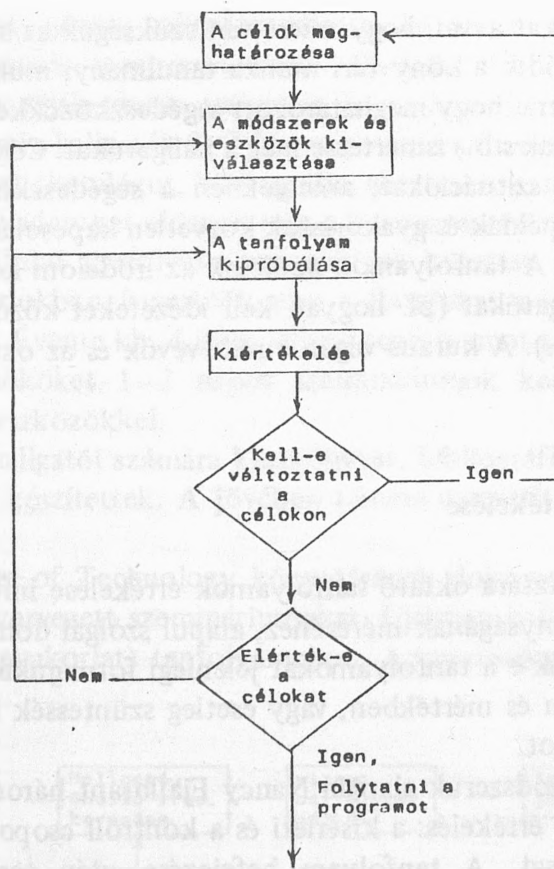 A célok meg-
határozása
A módszerek és
eszközök ki-
választása
A tanfolyam
kipróbálása
Kiértékelés
Kell-e
változtatni
a
célokon
Igen
Nem
Elérték-e
a
célokat
Nem
Igen,
Folytatni a
programot